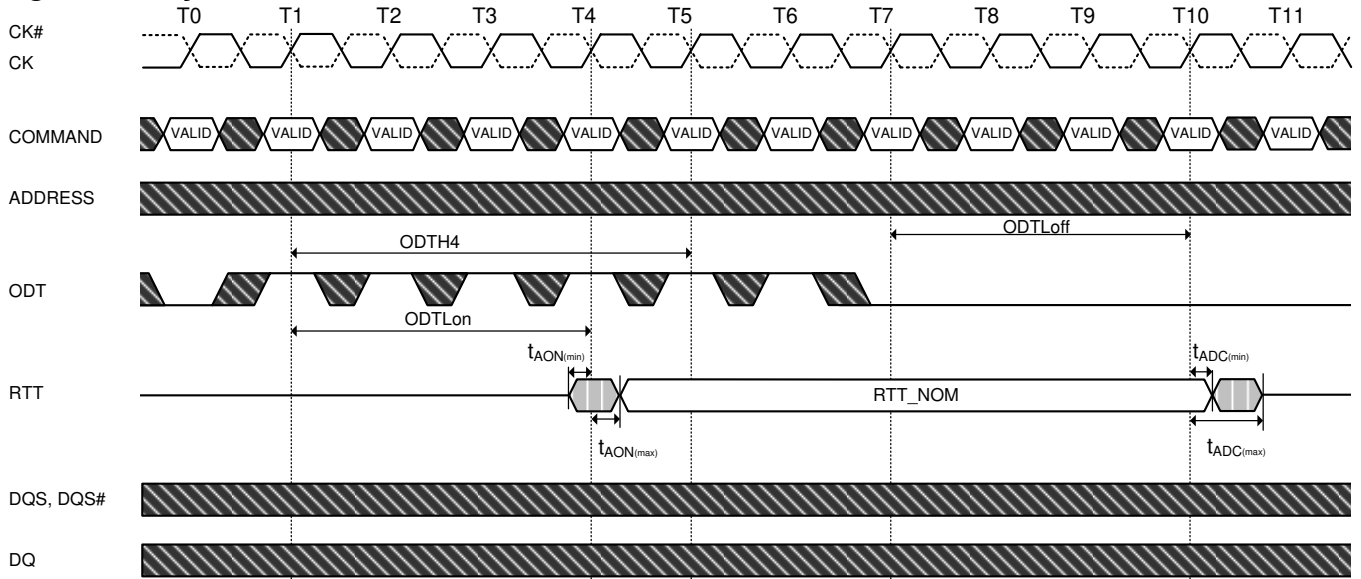 T0 T1 T2 T3 T4 T5 T6 T7 T8 T9 T10 T11
CK#
CK
COMMAND VALID VALID VALID VALID VALID VALID VALID VALID VALID VALID VALID VALID
ADDRESS
ODTLoff
ODTH4
ODT
ODTLon
tAON(min) tADC(min)
RTT RTT_NOM
tAON(max) tADC(max)
DQS, DQS#
DQ